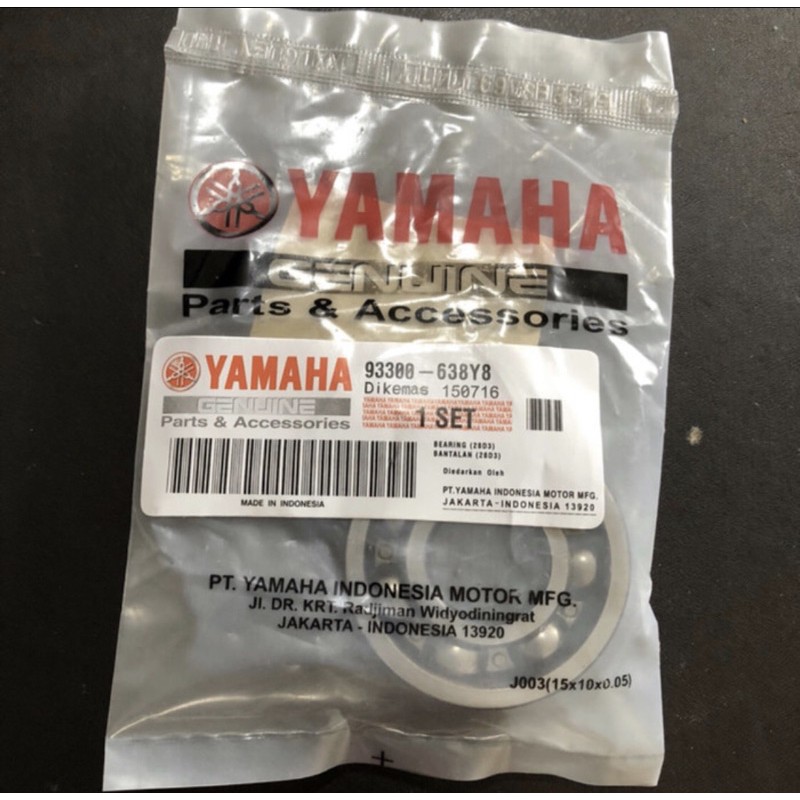 YAMAHA
GENUINE
Parts & Accessories
YAMAHA
GENUINE
Parts & Accessories
93300-638Y8
Dikemas 150716
1 SET
BEARING (28D3)
BANTALAN (28D3)
Diedarkan Oleh
PT.YAMAHA INDONESIA MOTOR MFG.
JAKARTA-INDONESIA 13920
MADE IN INDONESIA
PT. YAMAHA INDONESIA MOTOR MFG.
Jl. DR. KRT. Radjiman Widyodiningrat
JAKARTA - INDONESIA 13920
J003(15x10x0.05)